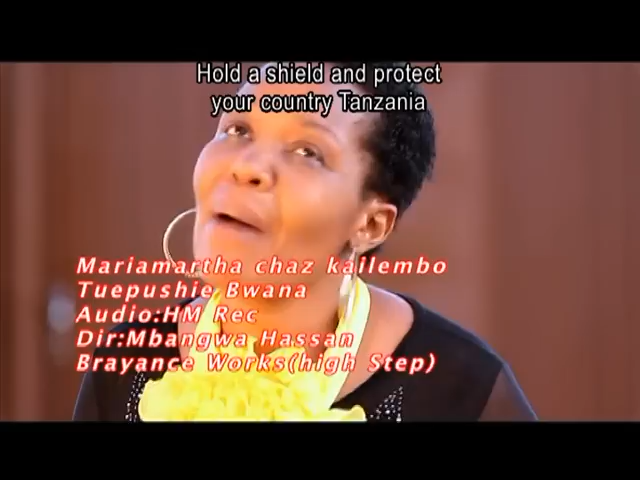 Hold a shield and protect
your country Tanzania
Mariamartha chaz kailembo
Tuepushie Bwana
Audio:HM Rec
Dir:Mbangwa Hassan
Brayance Works(high Step)